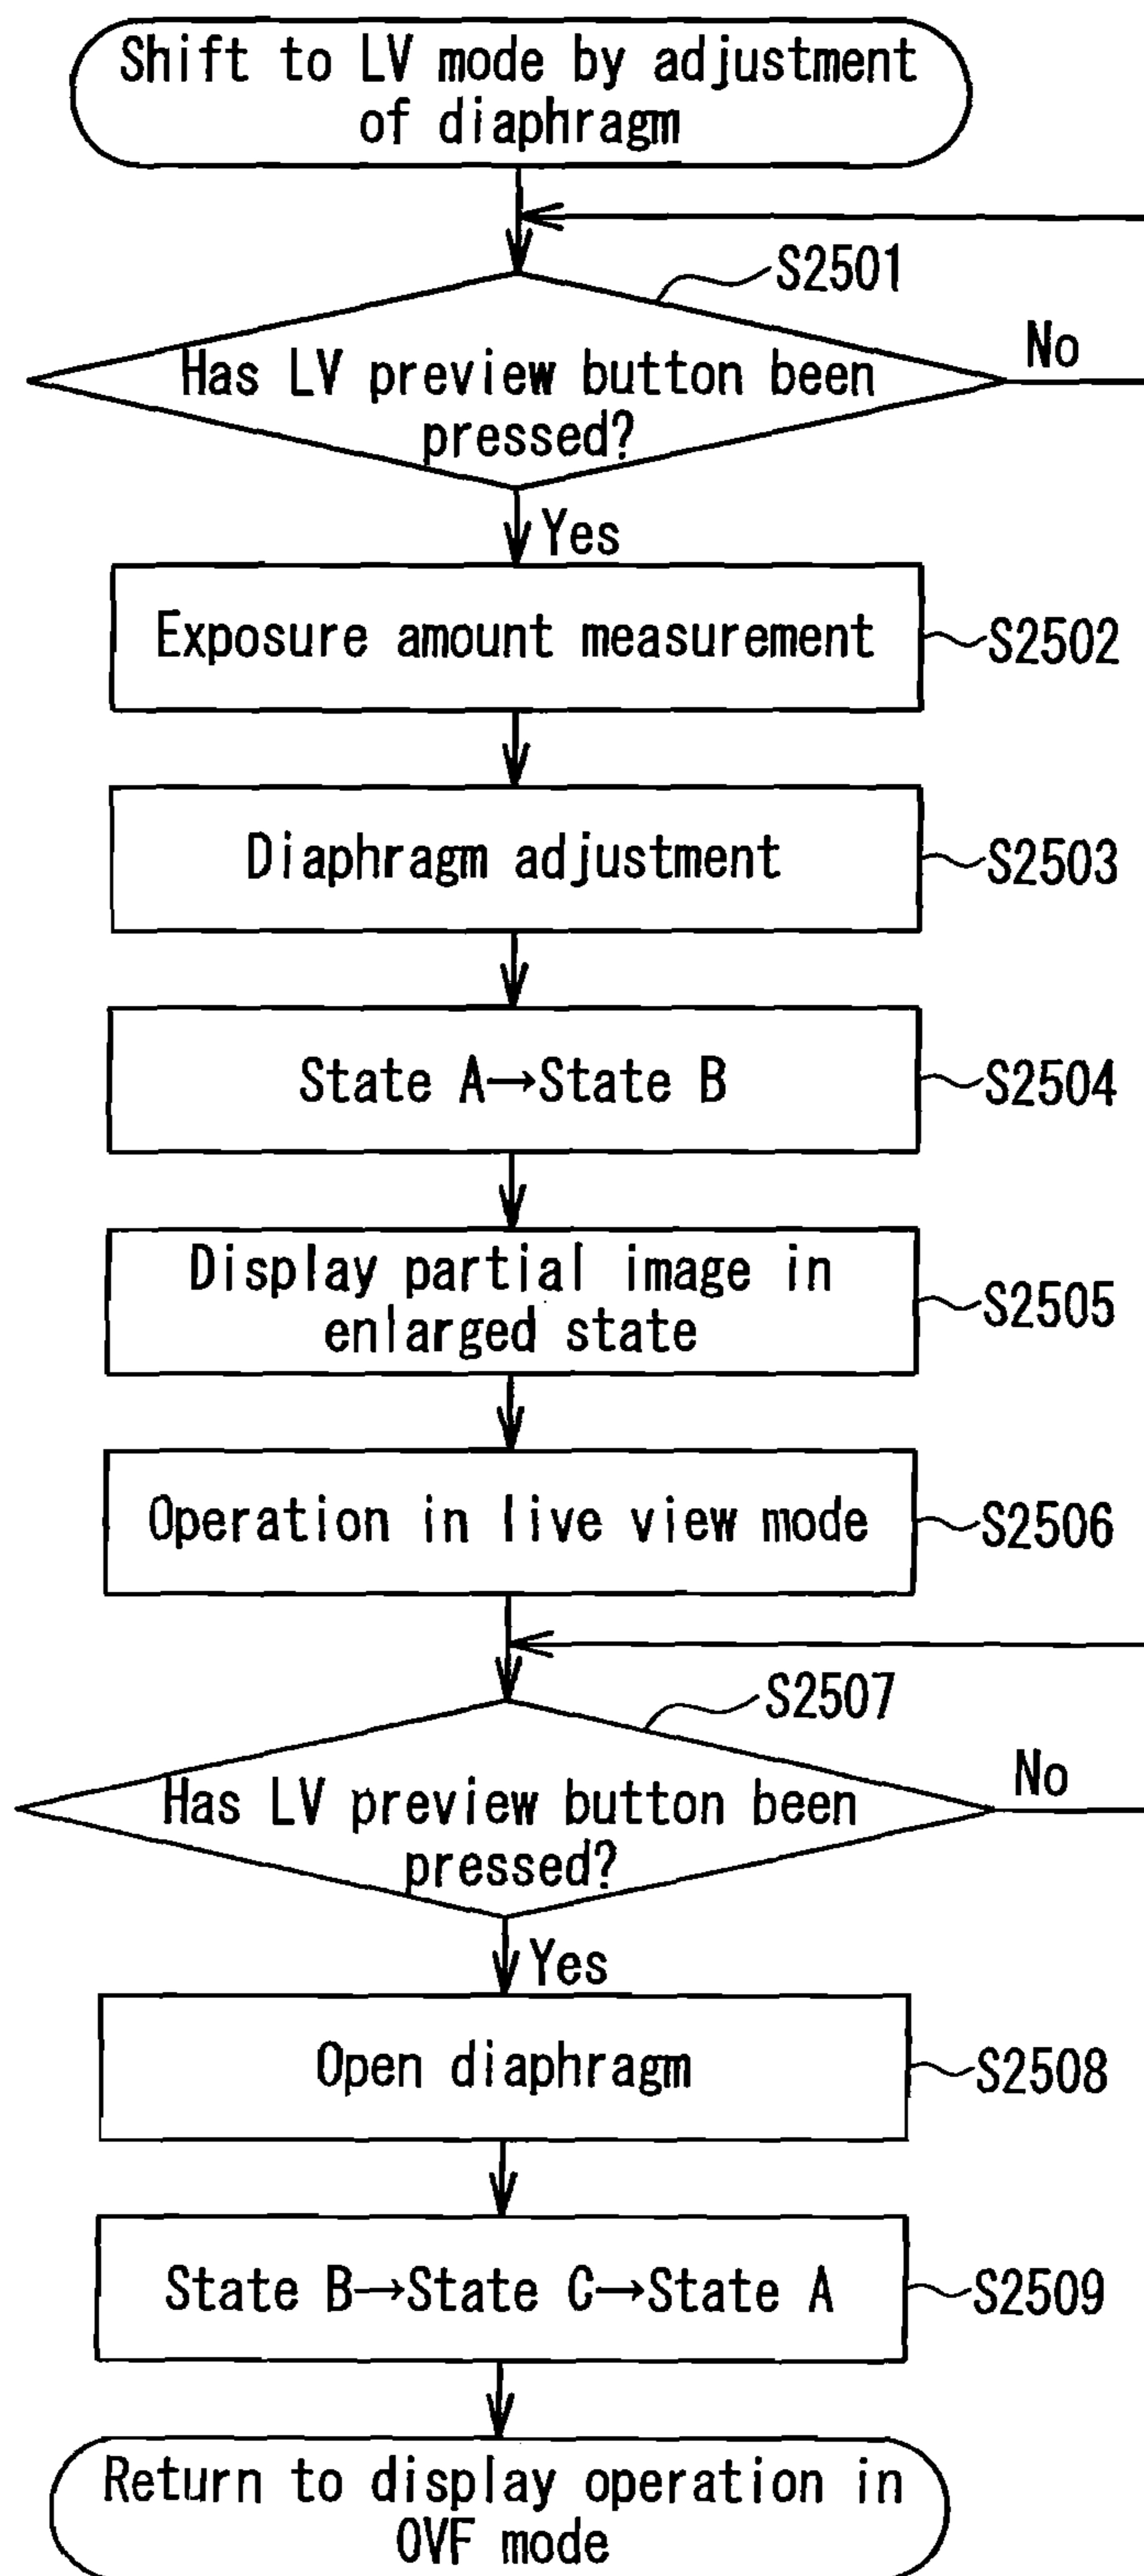 Shift to LV mode by adjustment
of diaphragm
S2501
No
Has LV preview button been
pressed?
Yes
Exposure amount measurement
S2502
Diaphragm adjustment
S2503
State A→State B
S2504
Display partial image in
enlarged state
S2505
Operation in live view mode
S2506
S2507
No
Has LV preview button been
pressed?
Yes
Open diaphragm
S2508
State B→State C→State A
S2509
Return to display operation in
OVF mode